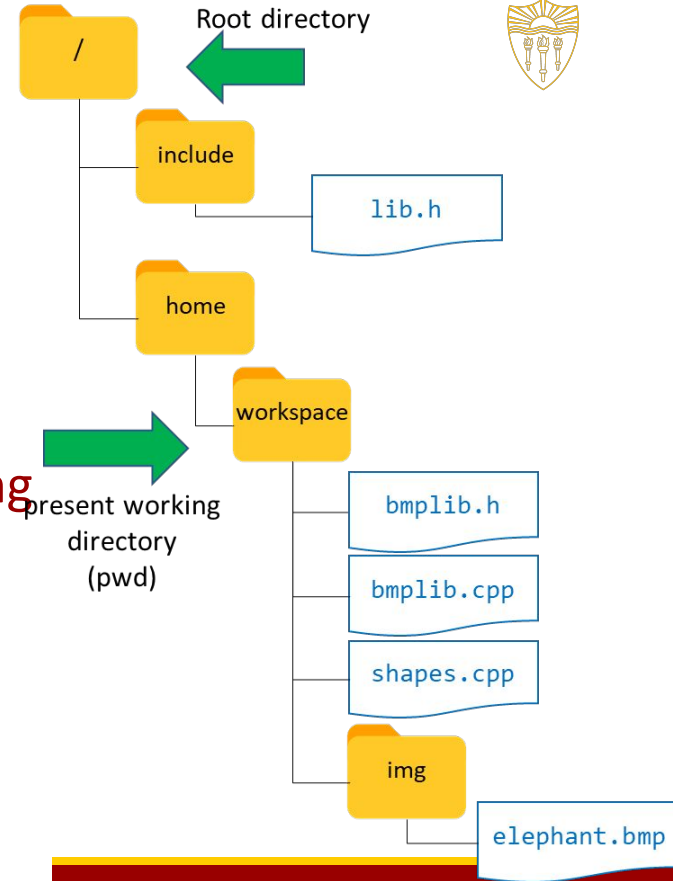 Root directory
/
include
lib.h
home
workspace
present working
directory
(pwd)
bmplib.h
bmplib.cpp
shapes.cpp
img
elephant.bmp